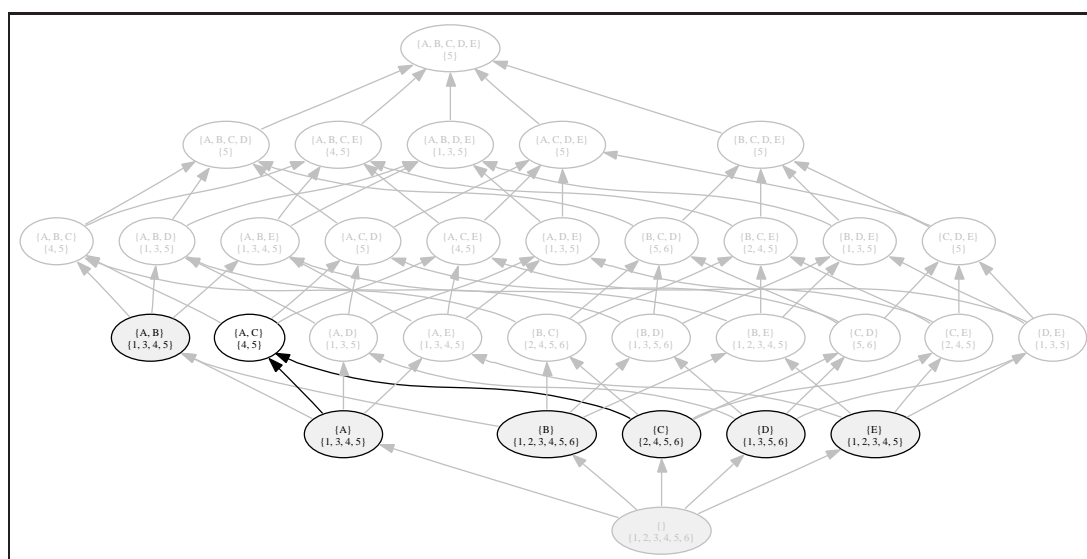 {A, B, C, D, E}
{5}
{A, B, C, D}
{5}
{A, B, C, E}
{4, 5}
{A, B, D, E}
{1, 3, 5}
{A, C, D, E}
{5}
{B, C, D, E}
{5}
{A, B, C}
{4, 5}
{A, B, D}
{1, 3, 5}
{A, B, E}
{1, 3, 4, 5}
{A, C, D}
{5}
{A, C, E}
{4, 5}
{A, D, E}
{1, 3, 5}
{B, C, D}
{5, 6}
{B, C, E}
{2, 4, 5}
{B, D, E}
{1, 3, 5}
{C, D, E}
{5}
{A, B}
{1, 3, 4, 5}
{A, C}
{4, 5}
{A, D}
{1, 3, 5}
{A, E}
{1, 3, 4, 5}
{B, C}
{2, 4, 5, 6}
{B, D}
{1, 3, 5, 6}
{B, E}
{1, 2, 3, 4, 5}
{C, D}
{5, 6}
{C, E}
{2, 4, 5}
{D, E}
{1, 3, 5}
{A}
{1, 3, 4, 5}
{B}
{1, 2, 3, 4, 5, 6}
{C}
{2, 4, 5, 6}
{D}
{1, 3, 5, 6}
{E}
{1, 2, 3, 4, 5}
{}
{1, 2, 3, 4, 5, 6}